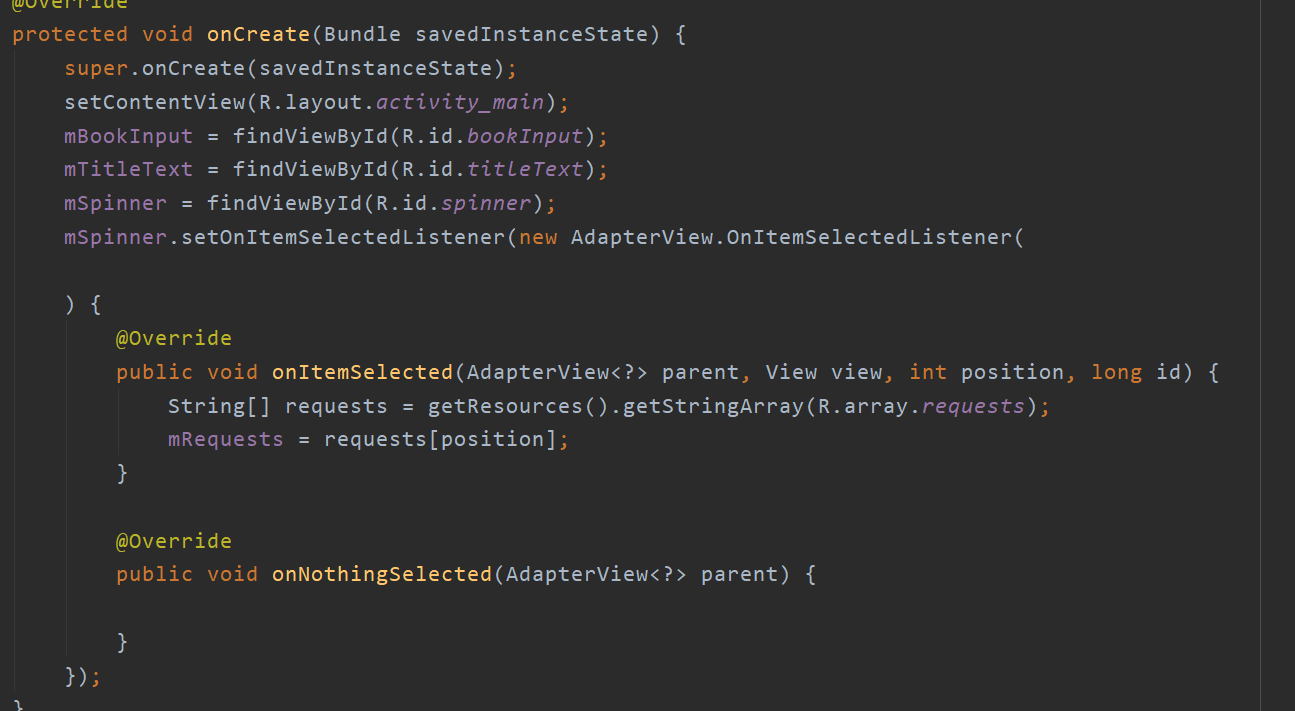 @Override
protected void onCreate(Bundle savedInstanceState) {
    super.onCreate(savedInstanceState);
    setContentView(R.layout.activity_main);
    mBookInput = findViewById(R.id.bookInput);
    mTitleText = findViewById(R.id.titleText);
    mSpinner = findViewById(R.id.spinner);
    mSpinner.setOnItemSelectedListener(new AdapterView.OnItemSelectedListener(
    ) {
        @Override
        public void onItemSelected(AdapterView<?> parent, View view, int position, long id) {
            String[] requests = getResources().getStringArray(R.array.requests);
            mRequests = requests[position];
        }
        @Override
        public void onNothingSelected(AdapterView<?> parent) {
        }
    });
}